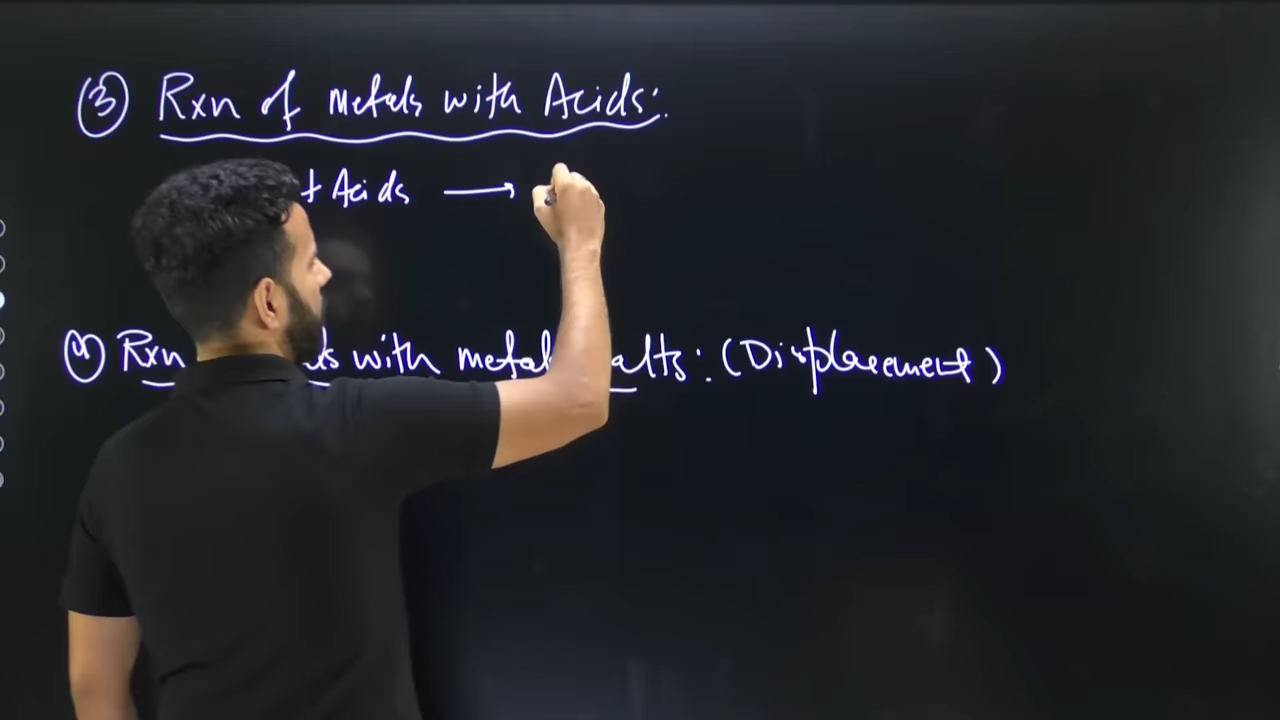 ③ Rxn of metals with Acids:
+ Acids ⟶
④ Rxn with metal alts: (Displacement)